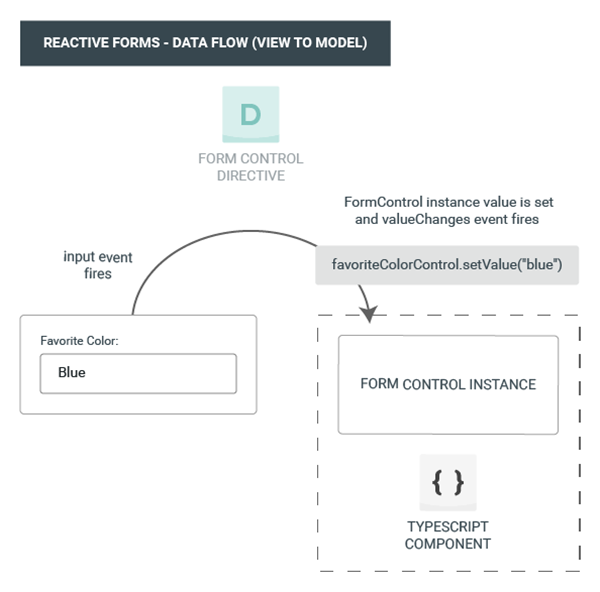 REACTIVE FORMS - DATA FLOW (VIEW TO MODEL)
D
FORM CONTROL
DIRECTIVE
FormControl instance value is set
and valueChanges event fires
input event
fires
favoriteColorControl.setValue("blue")
Favorite Color:
Blue
FORM CONTROL INSTANCE
{ }
TYPESCRIPT
COMPONENT